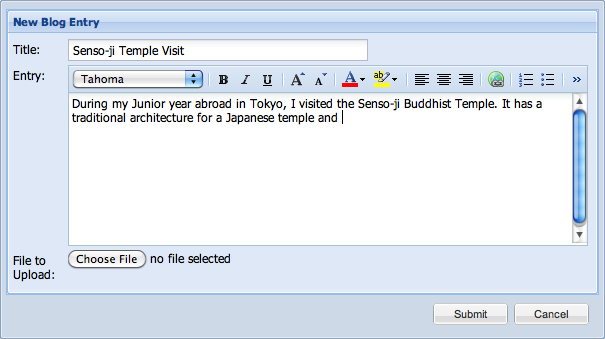 New Blog Entry
Title: Senso-ji Temple Visit
Entry: Tahoma B I U A A A ab »
During my Junior year abroad in Tokyo, I visited the Senso-ji Buddhist Temple. It has a
traditional architecture for a Japanese temple and
File to Upload: Choose File no file selected
Submit Cancel